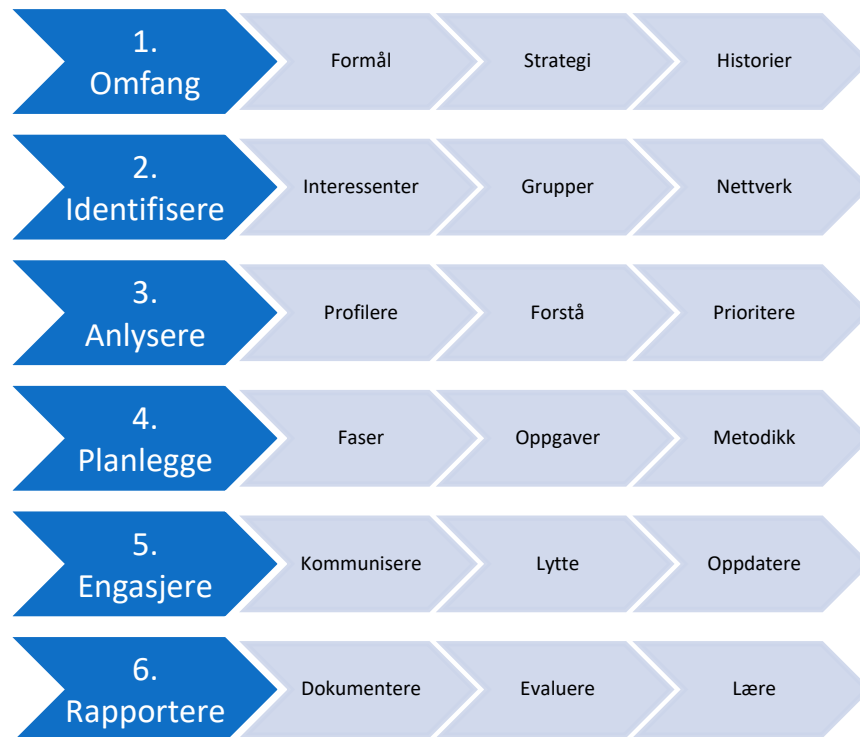 1.
Omfang
Formål
Strategi
Historier
2.
Identifisere
Interessenter
Grupper
Nettverk
3.
Anlysere
Profilere
Forstå
Prioritere
4.
Planlegge
Faser
Oppgaver
Metodikk
5.
Engasjere
Kommunisere
Lytte
Oppdatere
6.
Rapportere
Dokumentere
Evaluere
Lære